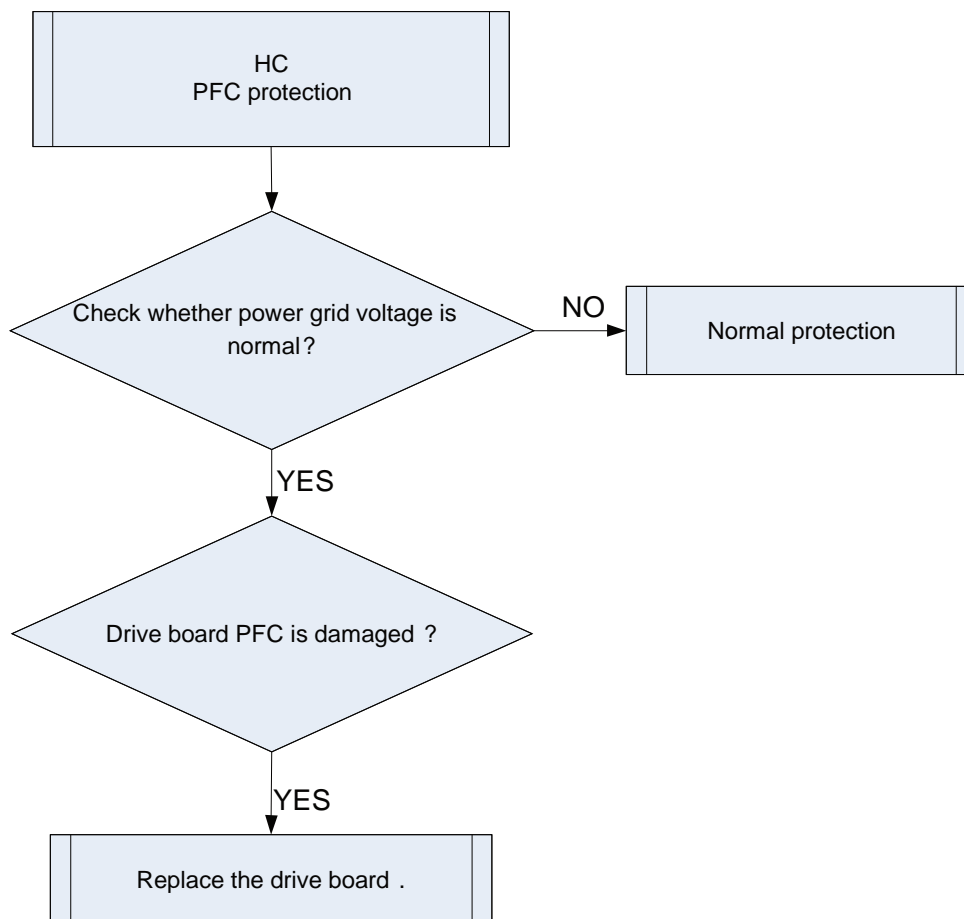 HC
PFC protection
Check whether power grid voltage is
normal?
NO
Normal protection
YES
Drive board PFC is damaged ?
YES
Replace the drive board .